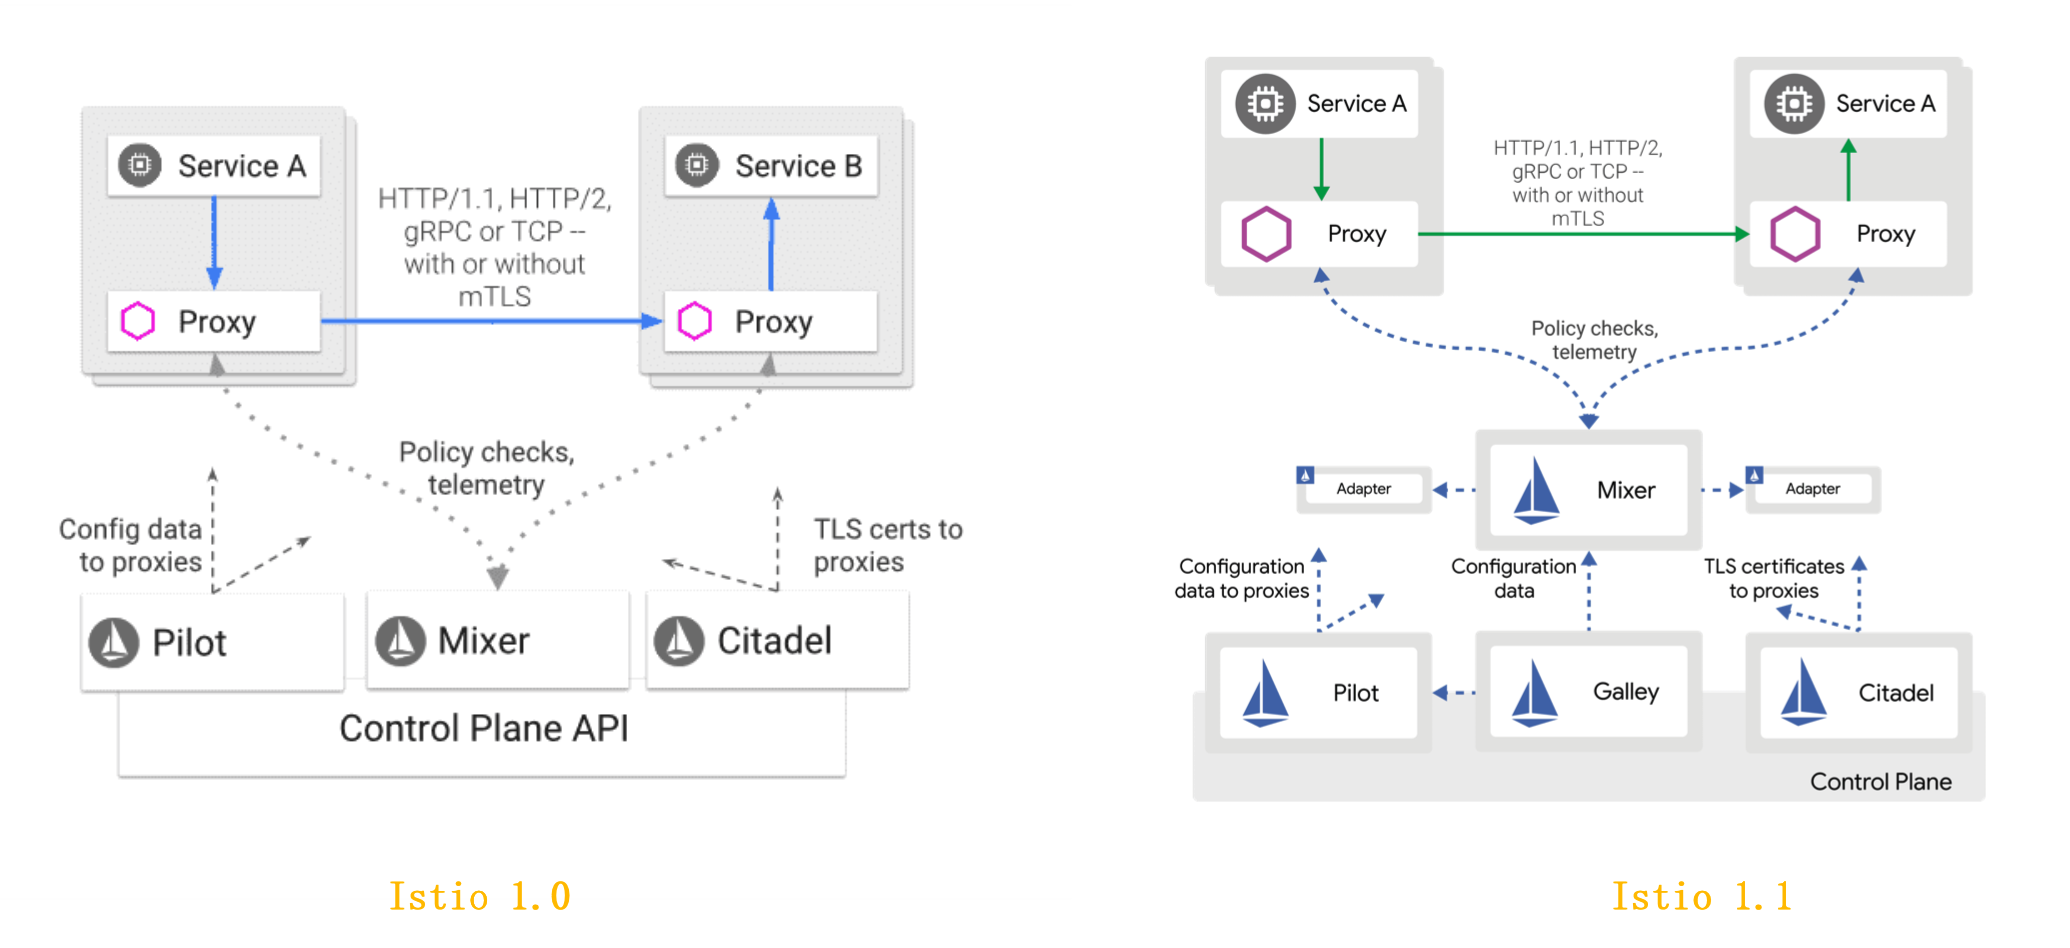 Service A
Service B
HTTP/1.1, HTTP/2,
gRPC or TCP --
with or without
mTLS
Proxy
Proxy
Policy checks,
telemetry
Config data
to proxies
TLS certs to
proxies
Pilot
Mixer
Citadel
Control Plane API
Istio 1.0
Service A
Service A
HTTP/1.1, HTTP/2,
gRPC or TCP --
with or without
mTLS
Proxy
Proxy
Policy checks,
telemetry
Adapter
Mixer
Adapter
Configuration
data to proxies
Configuration
data
TLS certificates
to proxies
Pilot
Galley
Citadel
Control Plane
Istio 1.1